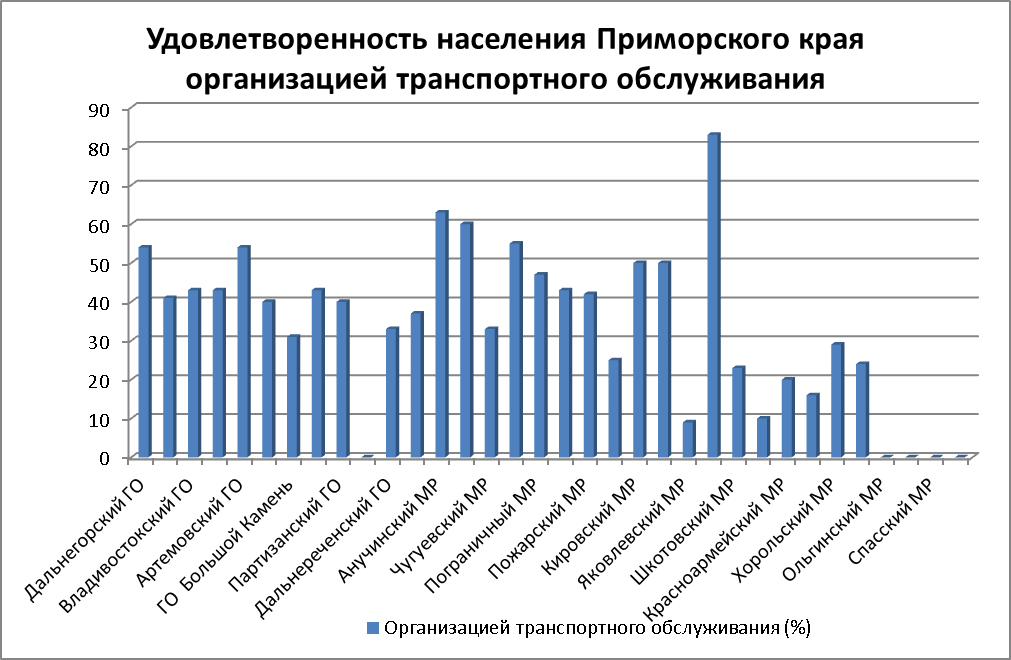 Удовлетворенность населения Приморского края
организацией транспортного обслуживания
90
80
70
60
50
40
30
20
10
0
Дальнегорский ГО
Владивостокский ГО
Артемовский ГО
ГО Большой Камень
Партизанский ГО
Дальнереченский ГО
Анучинский МР
Чугуевский МР
Пограничный МР
Пожарский МР
Кировский МР
Яковлевский МР
Шкотовский МР
Красноармейский МР
Хорольский МР
Ольгинский МР
Спасский МР
Организацией транспортного обслуживания (%)